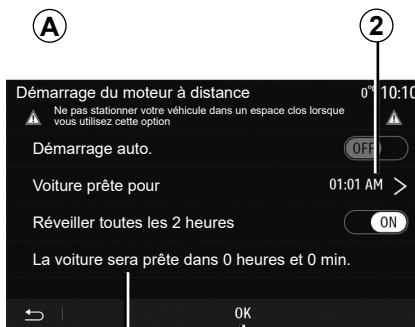 A
2
Démarrage du moteur à distance
0° 10:10
Ne pas stationner votre véhicule dans un espace clos lorsque
vous utilisez cette option
Démarrage auto.
OFF
Voiture prête pour
01:01 AM
Réveiller toutes les 2 heures
ON
La voiture sera prête dans 0 heures et 0 min.
OK